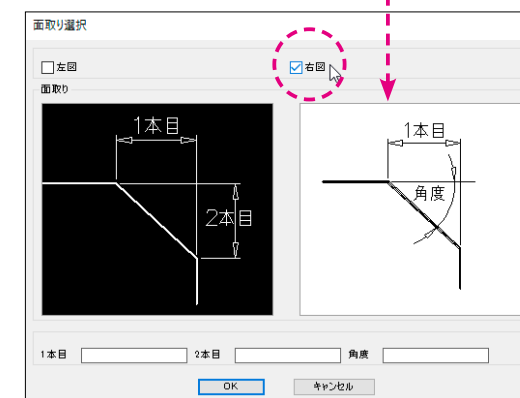 面取り選択
左図 右図
面取り
1本目 1本目
角度
2本目
1本目 2本目 角度
OK キャンセル